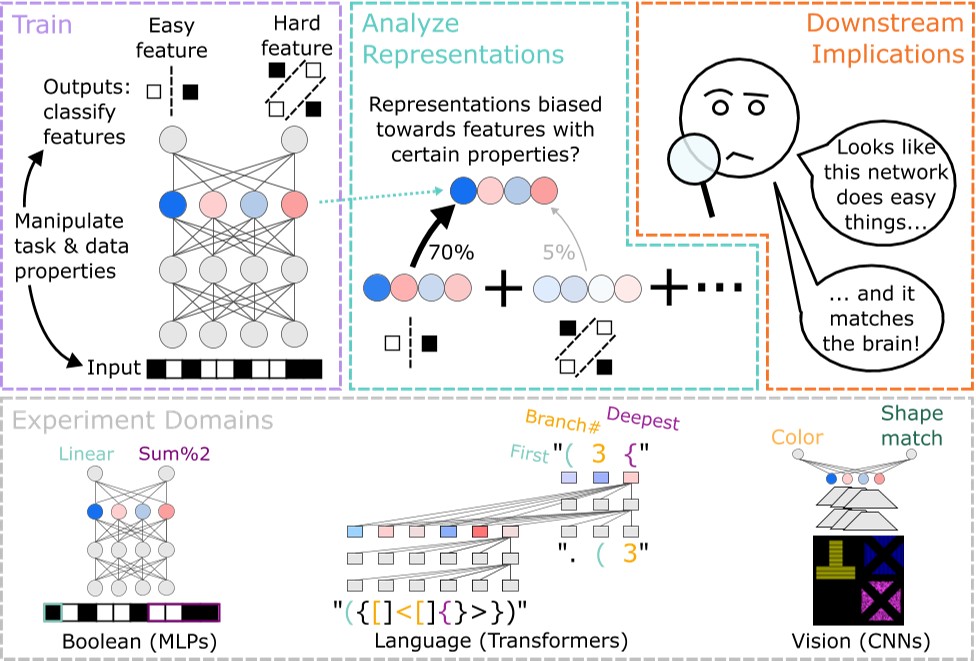 Train
Easy
feature
Hard
feature
Outputs:
classify
features
Manipulate
task & data
properties
Input
Analyze
Representations
Representations biased
towards features with
certain properties?
70%
5%
Downstream
Implications
Looks like
this network
does easy
things...
... and it
matches
the brain!
Experiment Domains
Linear
Sum%2
Boolean (MLPs)
First
Branch#
Deepest
"( 3 {"
". ( 3"
"({[]<[]{}>})"
Language (Transformers)
Color
Shape
match
Vision (CNNs)